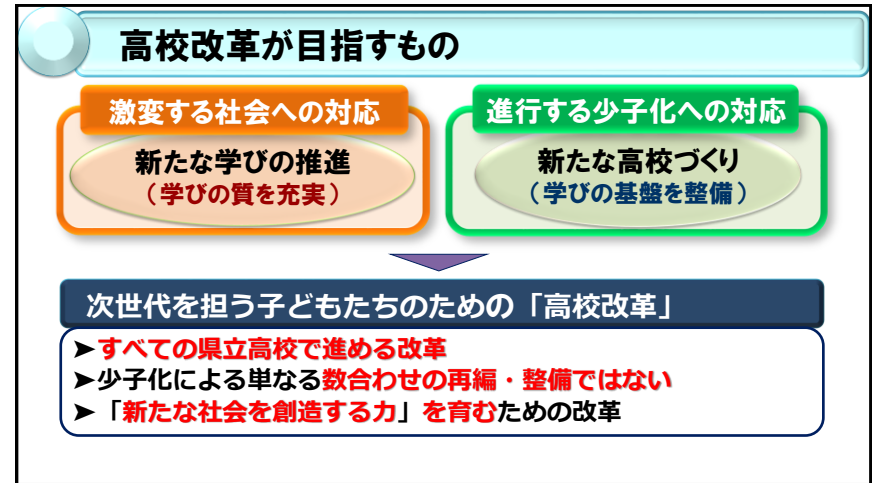 高校改革が目指すもの
激変する社会への対応
新たな学びの推進
（学びの質を充実）
進行する少子化への対応
新たな高校づくり
（学びの基盤を整備）
次世代を担う子どもたちのための「高校改革」
➤すべての県立高校で進める改革
➤少子化による単なる数合わせの再編・整備ではない
➤「新たな社会を創造する力」を育むための改革